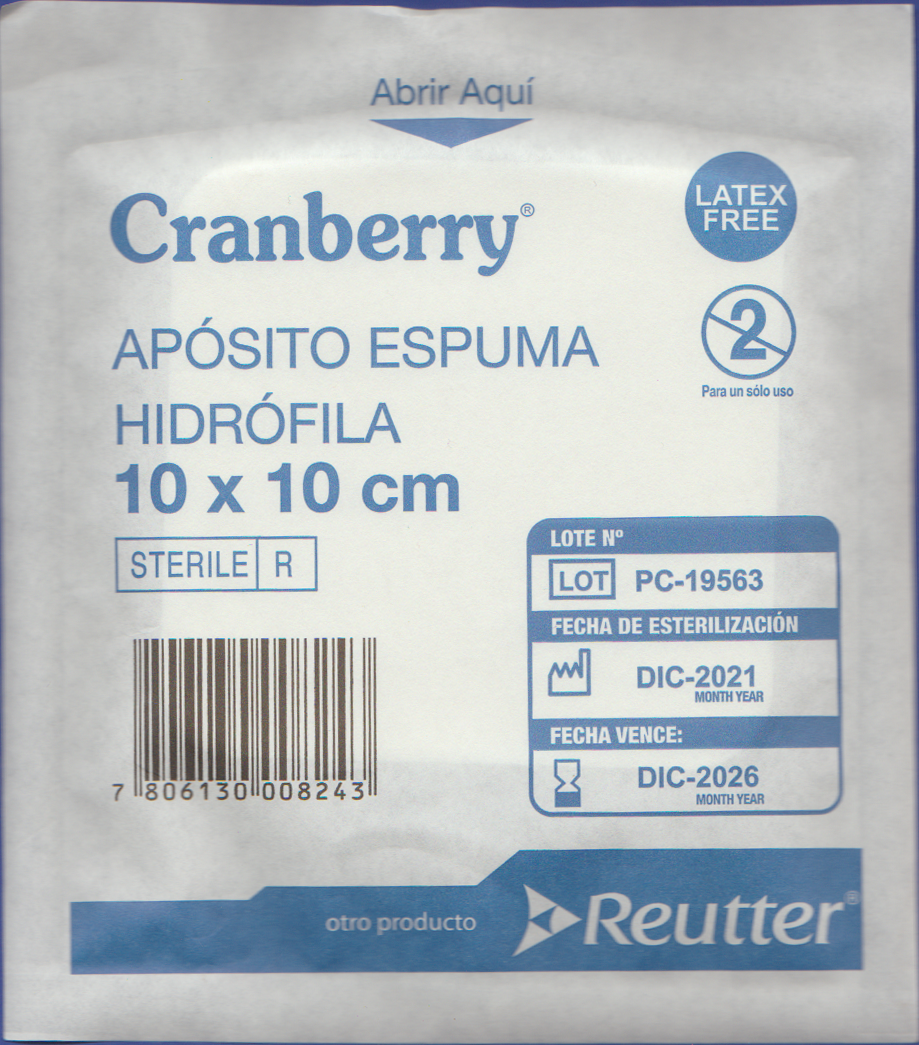 Abrir Aquí
Cranberry®
LATEX
FREE
APÓSITO ESPUMA
HIDRÓFILA
10 x 10 cm
2
Para un sólo uso
STERILE R
LOTE Nº
LOT PC-19563
FECHA DE ESTERILIZACIÓN
DIC-2021
MONTH YEAR
FECHA VENCE:
DIC-2026
MONTH YEAR
7 806130 008243
otro producto
Reutter®